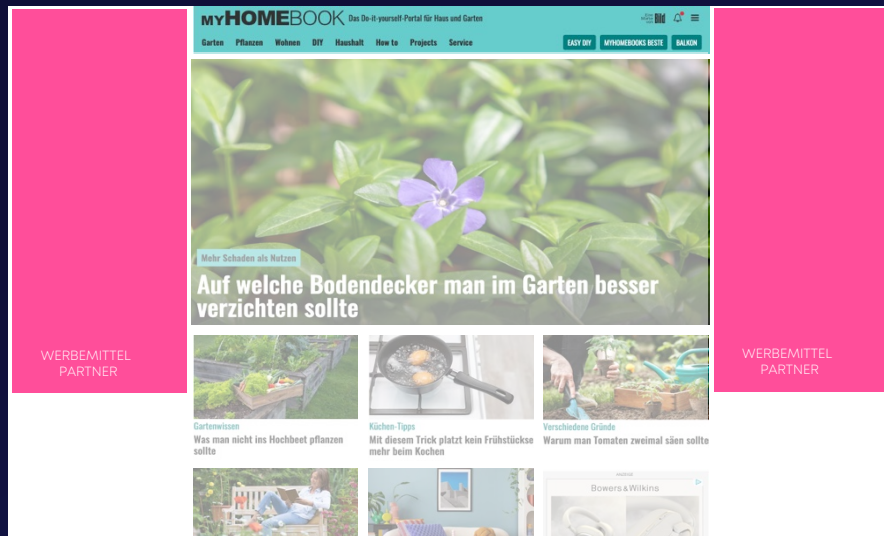 MYHOMEBOOK Das Do-it-yourself-Portal für Haus und Garten
Bild
Garten Pflanzen Wohnen DIY Haushalt How to Projects Service
EASY DIY MYHOMEBOOKS BESTE BALKON
Mehr Schaden als Nutzen
Auf welche Bodendecker man im Garten besser
verzichten sollte
WERBEMITTEL
PARTNER
WERBEMITTEL
PARTNER
Gartenwissen
Was man nicht ins Hochbeet pflanzen
sollte
Küchen-Tipps
Mit diesem Trick platzt kein Frühstückse
mehr beim Kochen
Verschiedene Gründe
Warum man Tomaten zweimal säen sollte
Bowers & Wilkins